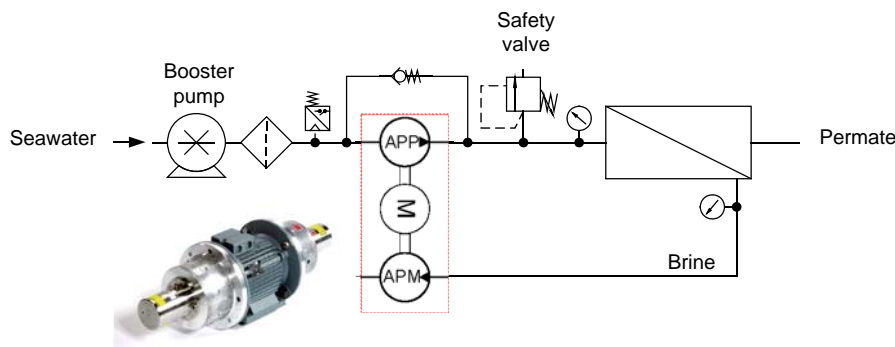 Safety
valve
Booster
pump
Seawater
APP
Permate
M
APM
Brine